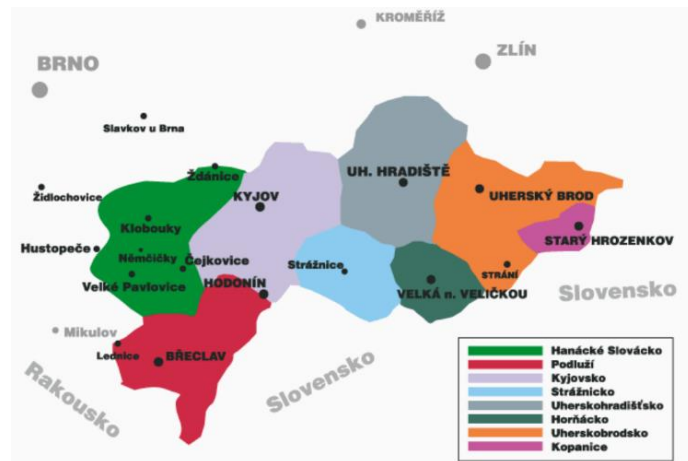 KROMĚŘÍŽ
ZLÍN
BRNO
Slavkov u Brna
Ždánice
UH. HRADIŠTĚ
Židlochovice
KYJOV
UHERSKÝ BROD
Klobouky
STARÝ HROZENKOV
Hustopeče
Němčičky
Čejkovice
Strážnice
STRÁNÍ
Velké Pavlovice
HODONÍN
VELKÁ n. VELIČKOU
Slovensko
Mikulov
Lednice
BŘECLAV
Rakousko
Slovensko
Hanácké Slovácko
Podluží
Kyjovsko
Strážnicko
Uherskohradišťsko
Horňácko
Uherskobrodsko
Kopanice